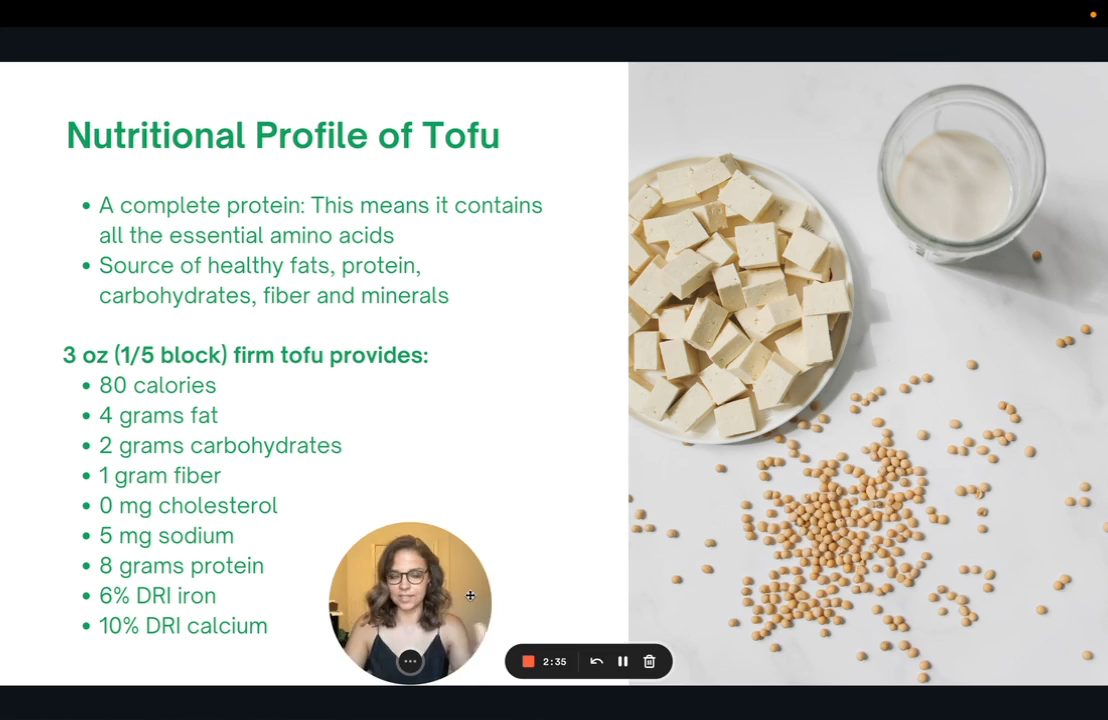 Nutritional Profile of Tofu
• A complete protein: This means it contains
all the essential amino acids
• Source of healthy fats, protein,
carbohydrates, fiber and minerals
3 oz (1/5 block) firm tofu provides:
• 80 calories
• 4 grams fat
• 2 grams carbohydrates
• 1 gram fiber
• 0 mg cholesterol
• 5 mg sodium
• 8 grams protein
• 6% DRI iron
• 10% DRI calcium
2:35